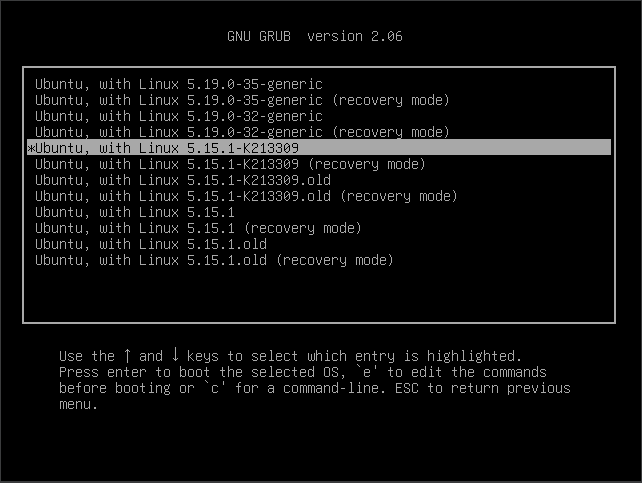 GNU GRUB  version 2.06
Ubuntu, with Linux 5.19.0-35-generic
Ubuntu, with Linux 5.19.0-35-generic (recovery mode)
Ubuntu, with Linux 5.19.0-32-generic
Ubuntu, with Linux 5.19.0-32-generic (recovery mode)
*Ubuntu, with Linux 5.15.1-K213309
Ubuntu, with Linux 5.15.1-K213309 (recovery mode)
Ubuntu, with Linux 5.15.1-K213309.old
Ubuntu, with Linux 5.15.1-K213309.old (recovery mode)
Ubuntu, with Linux 5.15.1
Ubuntu, with Linux 5.15.1 (recovery mode)
Ubuntu, with Linux 5.15.1.old
Ubuntu, with Linux 5.15.1.old (recovery mode)
Use the ↑ and ↓ keys to select which entry is highlighted.
Press enter to boot the selected OS, `e' to edit the commands
before booting or `c' for a command-line. ESC to return previous
menu.